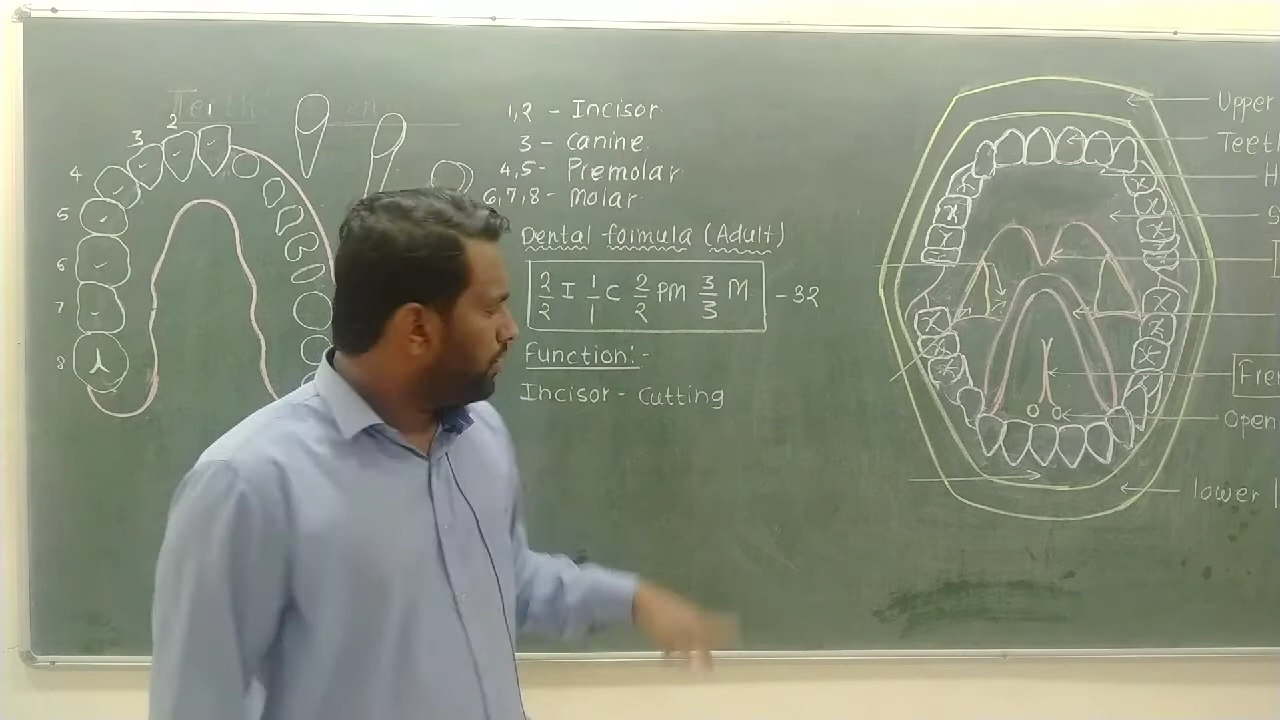 Teeth
1
2
3
4
5
6
7
8
1,2 - Incisor
3 - canine
4,5 - Premolar
6,7,8 - Molar
Dental formula (Adult)
2/2 I 1/1 C 2/2 PM 3/3 M - 32
Function:-
Incisor - Cutting
Upper
Teet
H
Fre
Open
lower